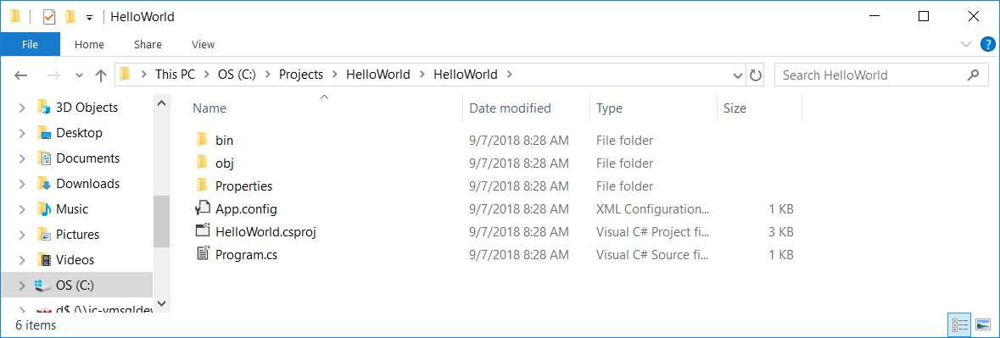 HelloWorld
File Home Share View
This PC OS (C:) Projects HelloWorld HelloWorld Search HelloWorld
Name Date modified Type Size
3D Objects
Desktop
Documents
Downloads
Music
Pictures
Videos
OS (C:)
bin 9/7/2018 8:28 AM File folder
obj 9/7/2018 8:28 AM File folder
Properties 9/7/2018 8:28 AM File folder
App.config 9/7/2018 8:28 AM XML Configuration... 1 KB
HelloWorld.csproj 9/7/2018 8:28 AM Visual C# Project fi... 3 KB
Program.cs 9/7/2018 8:28 AM Visual C# Source fi... 1 KB
6 items